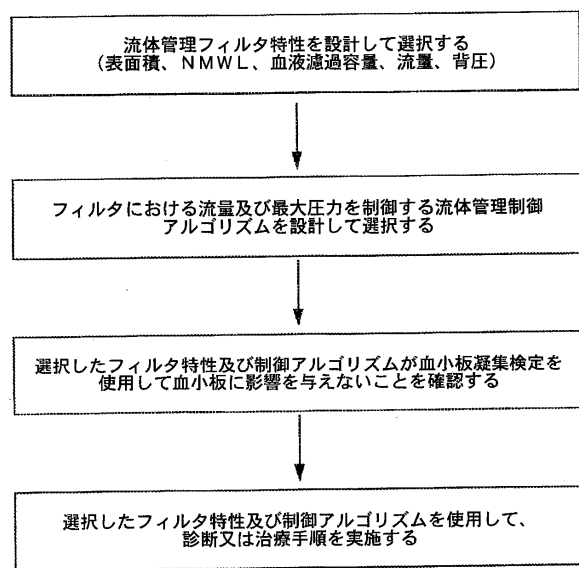 流体管理フィルタ特性を設計して選択する
(表面積、NMWL、血液濾過容量、流量、背圧)
フィルタにおける流量及び最大圧力を制御する流体管理制御
アルゴリズムを設計して選択する
選択したフィルタ特性及び制御アルゴリズムが血小板凝集検定を
使用して血小板に影響を与えないことを確認する
選択したフィルタ特性及び制御アルゴリズムを使用して、
診断又は治療手順を実施する